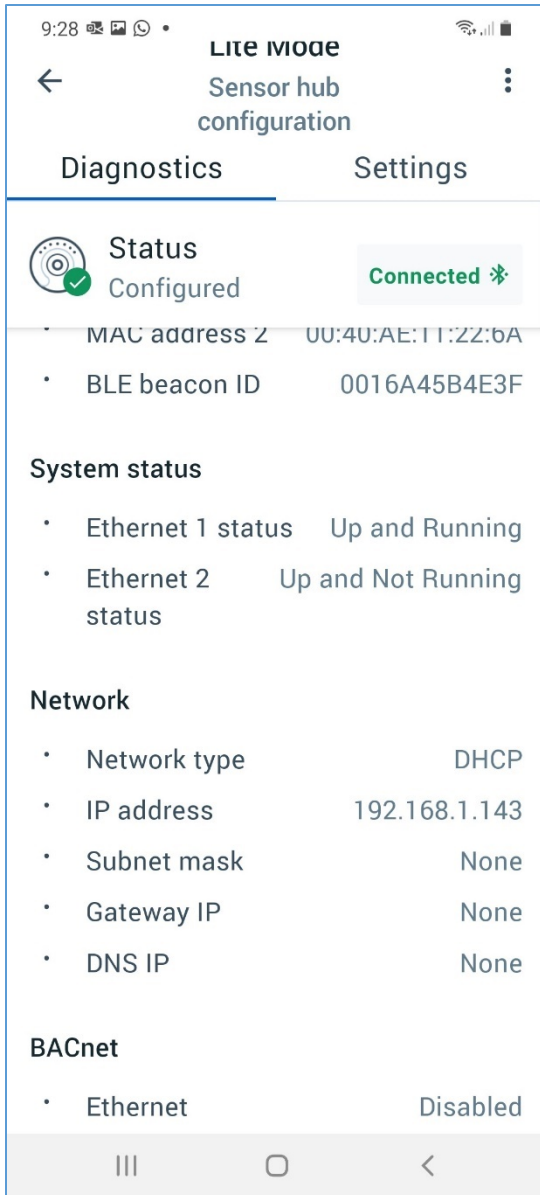 9:28
Lite Mode
Sensor hub
configuration
Diagnostics Settings
Status
Configured
Connected
MAC address 2 00:40:AE:11:22:6A
• BLE beacon ID 0016A45B4E3F
System status
• Ethernet 1 status Up and Running
• Ethernet 2 Up and Not Running
status
Network
• Network type DHCP
• IP address 192.168.1.143
• Subnet mask None
• Gateway IP None
• DNS IP None
BACnet
• Ethernet Disabled